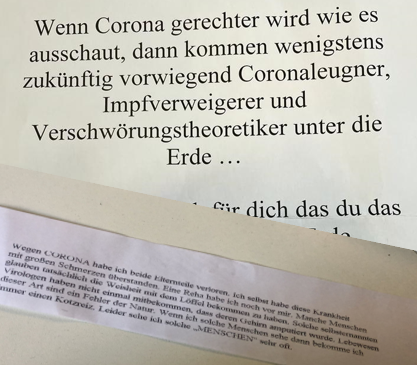 Wenn Corona gerechter wird wie es
ausschaut, dann kommen wenigstens
zukünftig vorwiegend Coronaleugner,
Impfverweigerer und
Verschwörungstheoretiker unter die
Erde …
für dich das du das
Wegen CORONA habe ich beide Elternteile verloren, ich selbst habe diese Krankheit
mit großen Schmerzen überstanden. Eine Reha habe ich noch vor mir. Manche Menschen
glauben tatsächlich die Weisheit mit dem Löffel bekommen zu haben. Solche selbsternannten
Virologen haben nicht einmal mitbekommen, dass deren Gehirn amputiert wurde. Lebewesen
dieser Art sind ein Fehler der Natur. Wenn ich solche Menschen sehe dann bekomme ich
mmer einen Kotzreiz. Leider sehe ich solche „MENSCHEN" sehr oft.